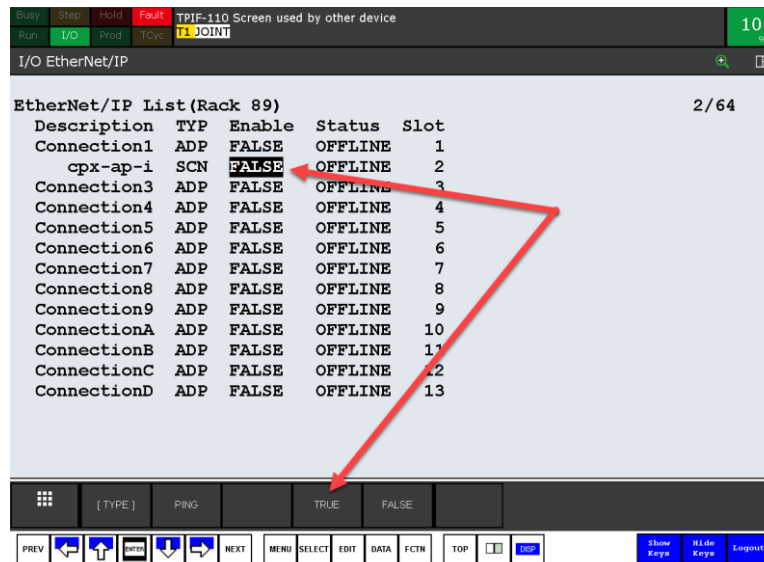 Busy Step Hold Fault TPIF-110 Screen used by other device
Run I/O Prod TCyc T1 JOINT
10
%
I/O EtherNet/IP
EtherNet/IP List(Rack 89) 2/64
Description TYP Enable Status Slot
Connection1 ADP FALSE OFFLINE 1
cpx-ap-i SCN FALSE OFFLINE 2
Connection3 ADP FALSE OFFLINE 3
Connection4 ADP FALSE OFFLINE 4
Connection5 ADP FALSE OFFLINE 5
Connection6 ADP FALSE OFFLINE 6
Connection7 ADP FALSE OFFLINE 7
Connection8 ADP FALSE OFFLINE 8
Connection9 ADP FALSE OFFLINE 9
ConnectionA ADP FALSE OFFLINE 10
ConnectionB ADP FALSE OFFLINE 11
ConnectionC ADP FALSE OFFLINE 12
ConnectionD ADP FALSE OFFLINE 13
[ TYPE ] PING TRUE FALSE
PREV ENTER NEXT MENU SELECT EDIT DATA FCTN TOP DISP Show Keys Hide Keys Logout